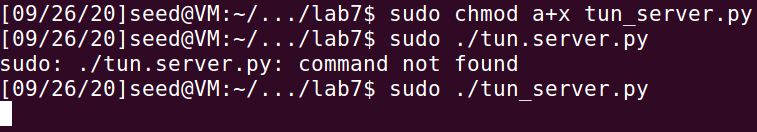 [09/26/20]seed@VM:~/.../lab7$ sudo chmod a+x tun_server.py
[09/26/20]seed@VM:~/.../lab7$ sudo ./tun.server.py
sudo: ./tun.server.py: command not found
[09/26/20]seed@VM:~/.../lab7$ sudo ./tun_server.py